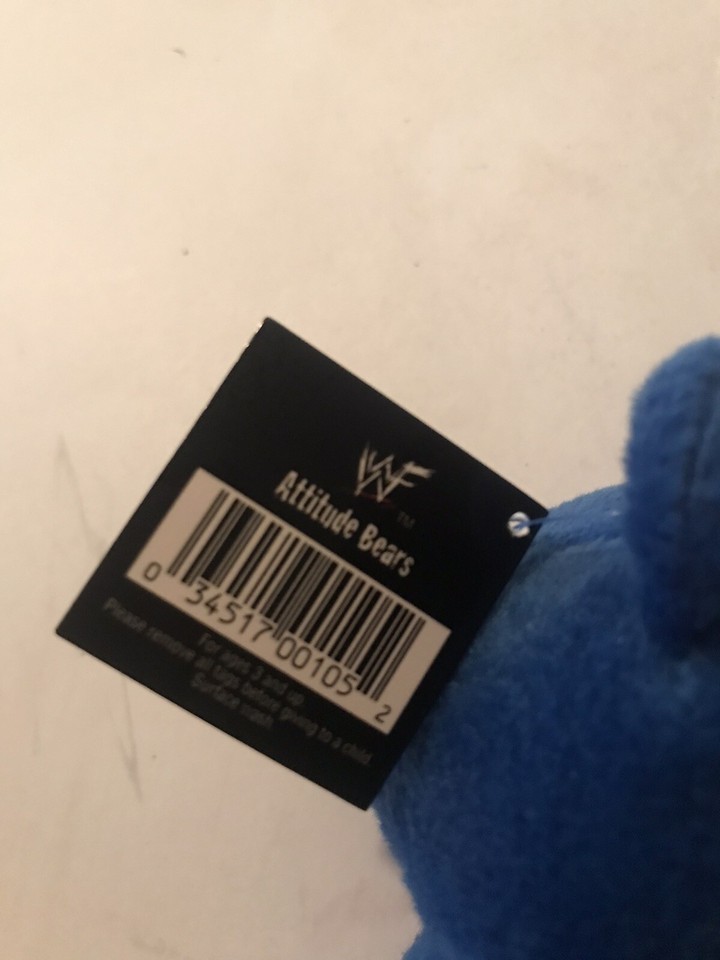 WF
TM
Attitude Bears
0 34517 00105 2
For ages 3 and up
Please remove all tags before giving to a child.
Surface wash